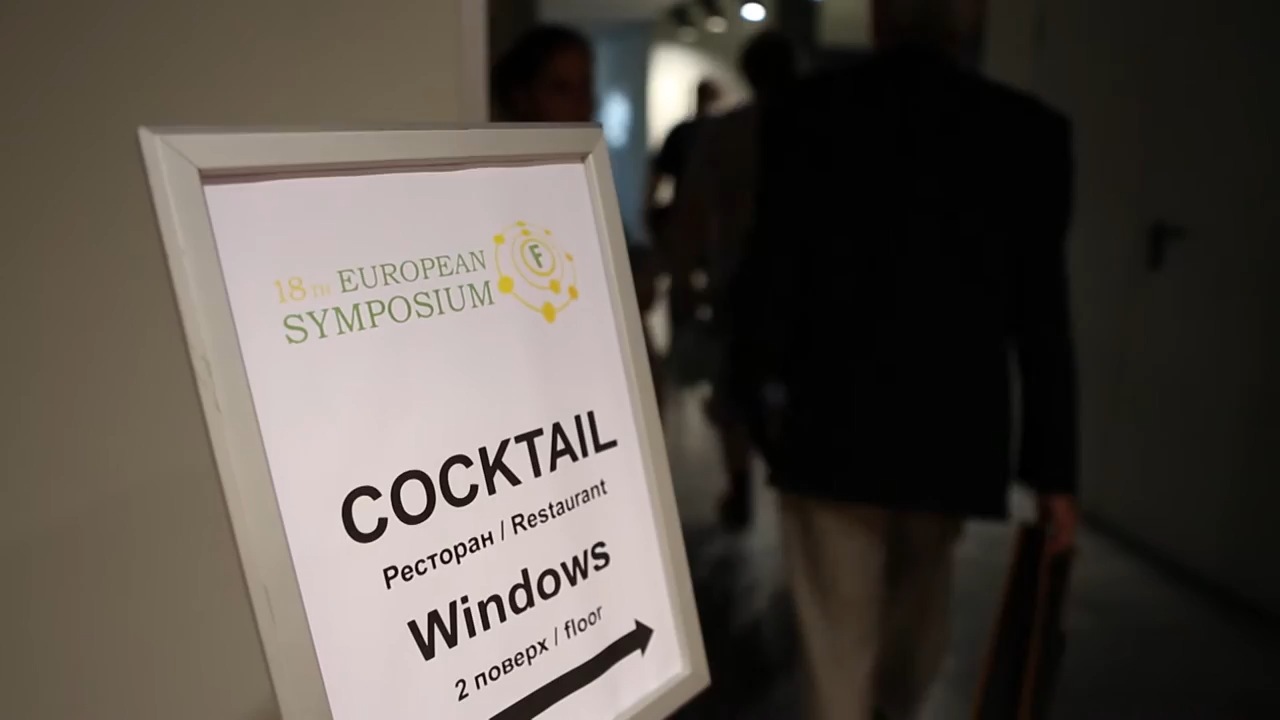 18TH EUROPEAN
SYMPOSIUM
F
COCKTAIL
Ресторан / Restaurant
Windows
2 поверх / floor